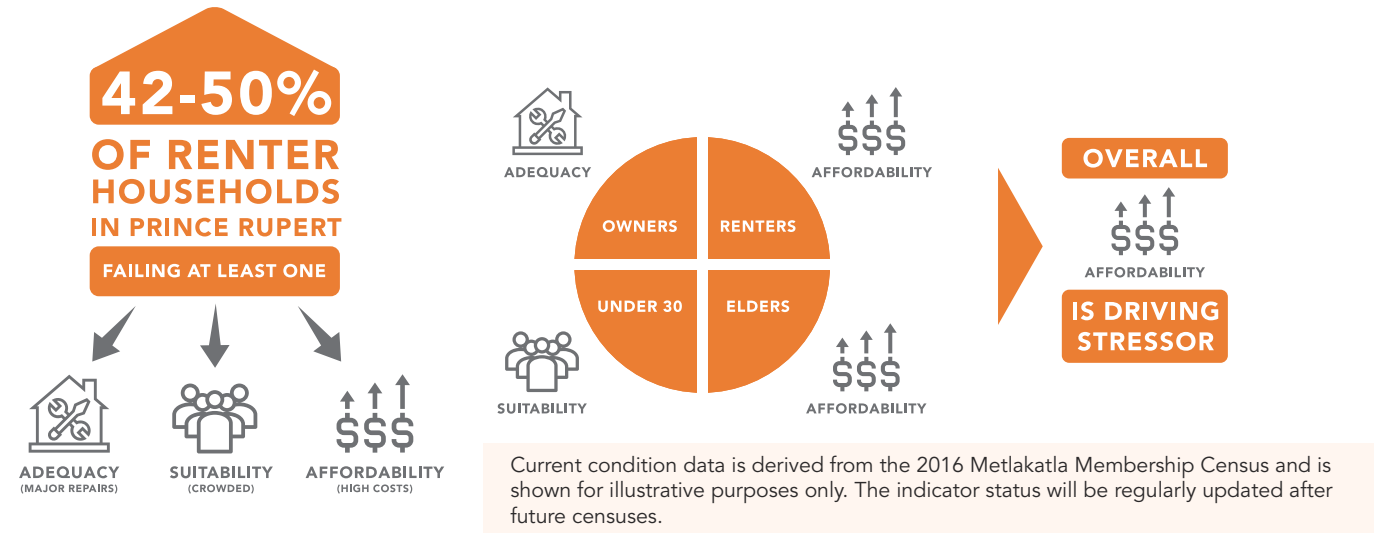 42-50%
OF RENTER
HOUSEHOLDS
IN PRINCE RUPERT
FAILING AT LEAST ONE
ADEQUACY
(MAJOR REPAIRS)
SUITABILITY
(CROWDED)
$$$
AFFORDABILITY
(HIGH COSTS)
ADEQUACY
$$$
AFFORDABILITY
OWNERS
RENTERS
UNDER 30
ELDERS
SUITABILITY
$$$
AFFORDABILITY
OVERALL
$$$
AFFORDABILITY
IS DRIVING
STRESSOR
Current condition data is derived from the 2016 Metlakatla Membership Census and is
shown for illustrative purposes only. The indicator status will be regularly updated after
future censuses.